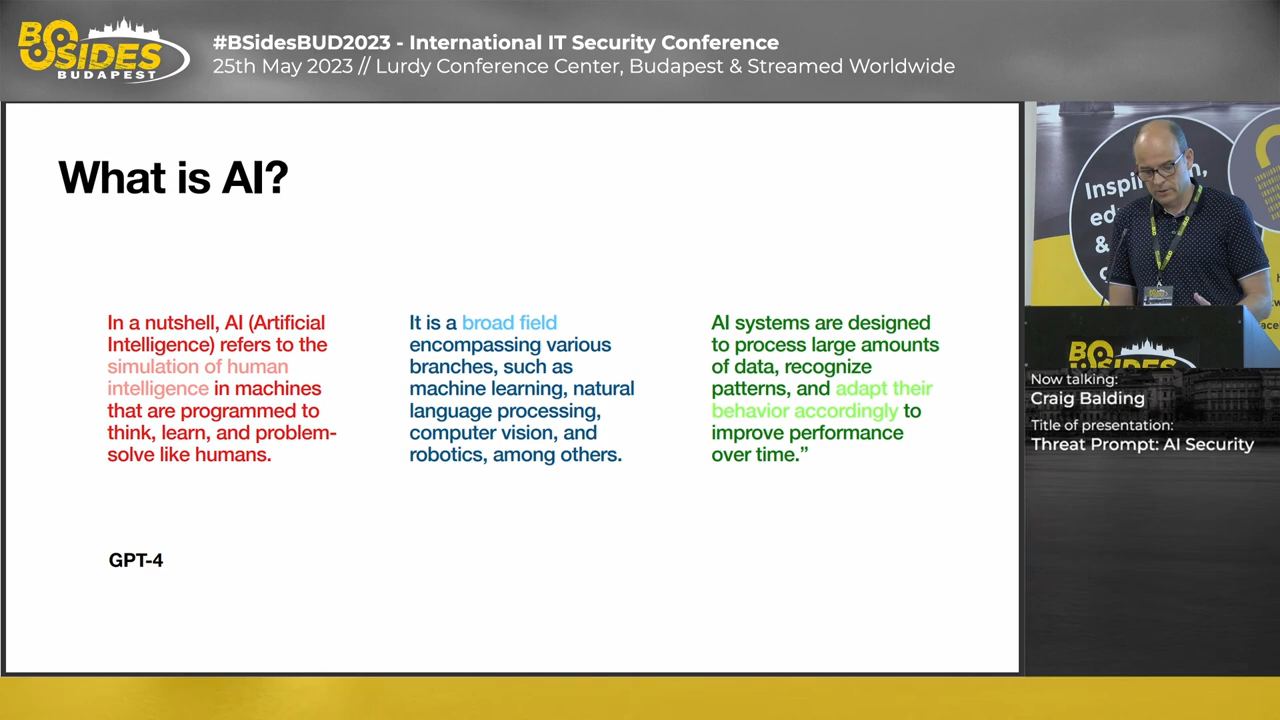 BSIDES
BUDAPEST
#BSidesBUD2023 - International IT Security Conference
25th May 2023 // Lurdy Conference Center, Budapest & Streamed Worldwide
What is AI?
In a nutshell, AI (Artificial
Intelligence) refers to the
simulation of human
intelligence in machines
that are programmed to
think, learn, and problem-
solve like humans.
It is a broad field
encompassing various
branches, such as
machine learning, natural
language processing,
computer vision, and
robotics, among others.
AI systems are designed
to process large amounts
of data, recognize
patterns, and adapt their
behavior accordingly to
improve performance
over time.”
GPT-4
&
BSIDES
Now talking:
Craig Balding
Title of presentation:
Threat Prompt: AI Security